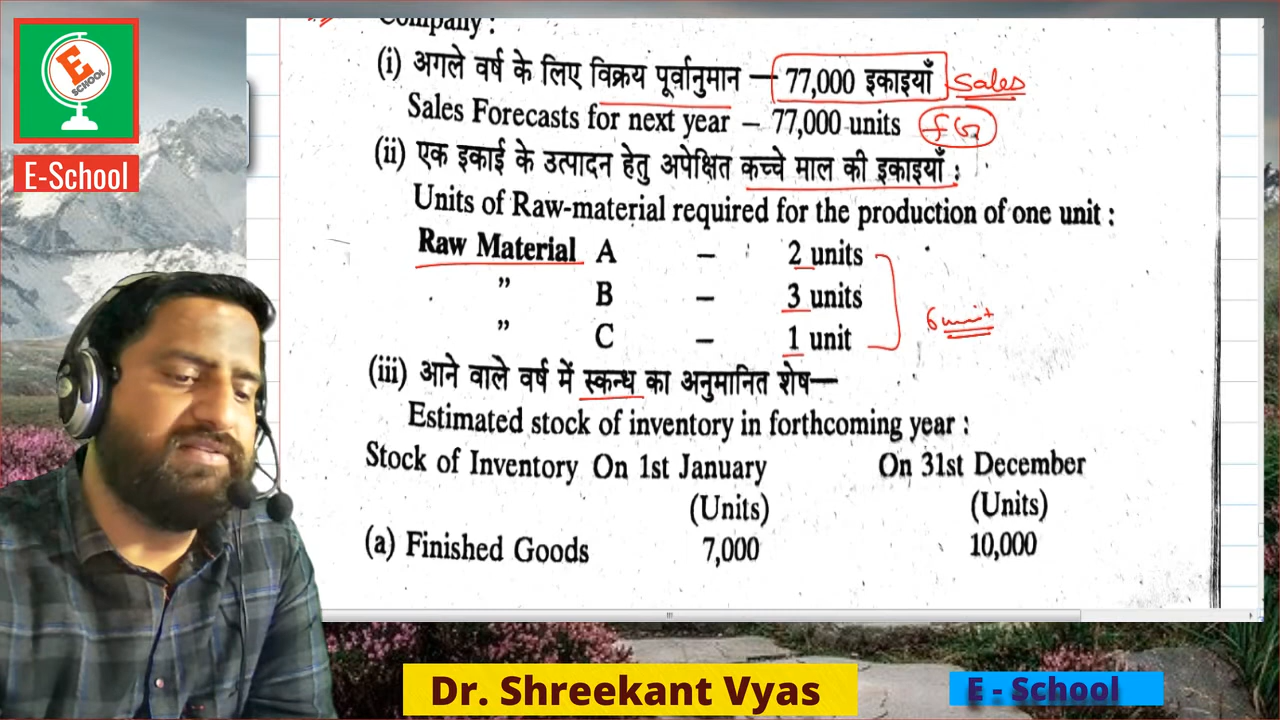 E
SCHOOL
E-School
Company :
(i) अगले वर्ष के लिए विक्रय पूर्वानुमान — 77,000 इकाइयाँ Sales
Sales Forecasts for next year – 77,000 units FG
(ii) एक इकाई के उत्पादन हेतु अपेक्षित कच्चे माल की इकाइयाँ :
Units of Raw-material required for the production of one unit :
Raw Material A – 2 units
” B – 3 units
” C – 1 unit
6 unit
(iii) आने वाले वर्ष में स्कन्ध का अनुमानित शेष—
Estimated stock of inventory in forthcoming year :
Stock of Inventory On 1st January On 31st December
(Units) (Units)
(a) Finished Goods 7,000 10,000
Dr. Shreekant Vyas
E - School